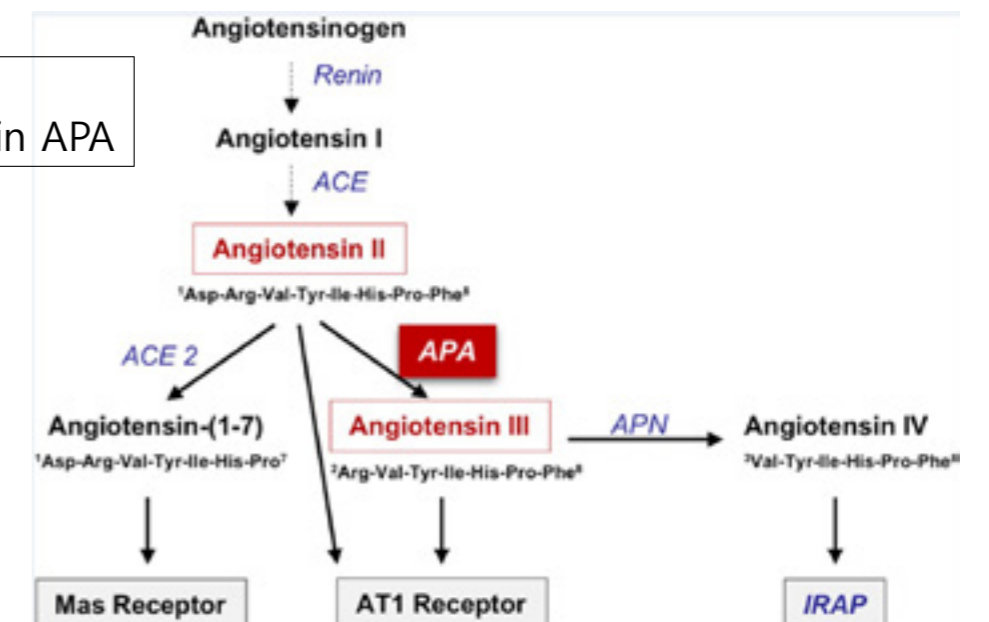 Angiotensinogen
Renin
in APA
Angiotensin I
ACE
Angiotensin II
¹Asp-Arg-Val-Tyr-Ile-His-Pro-Phe⁸
ACE 2
APA
Angiotensin-(1-7)
Angiotensin III
APN
Angiotensin IV
¹Asp-Arg-Val-Tyr-Ile-His-Pro⁷
²Arg-Val-Tyr-Ile-His-Pro-Phe⁸
Val-Tyr-Ile-His-Pro-Phe
Mas Receptor
AT1 Receptor
IRAP